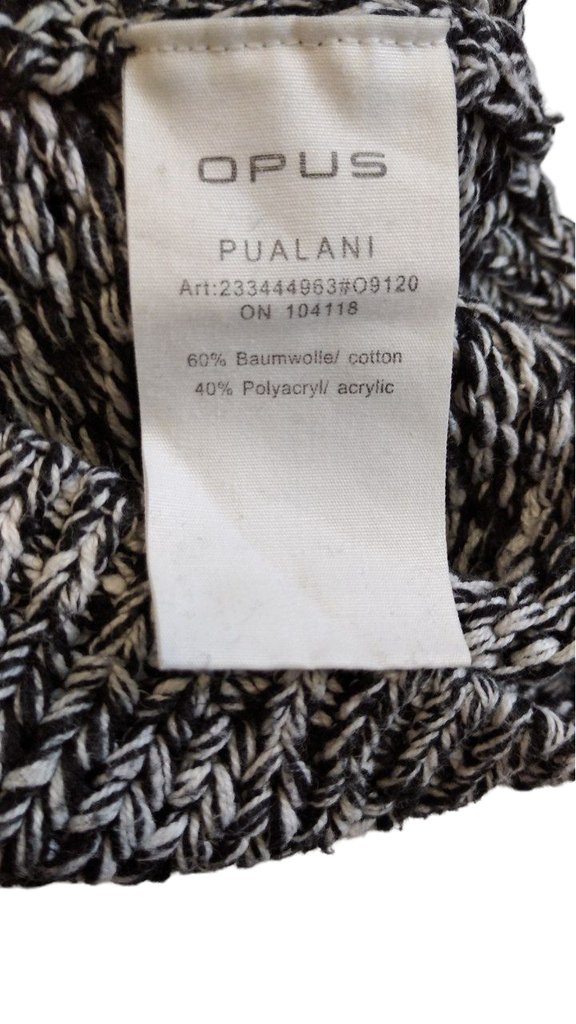 OPUS
PUALANI
Art:233444963#O9120
ON 104118
60% Baumwolle/ cotton
40% Polyacryl/ acrylic